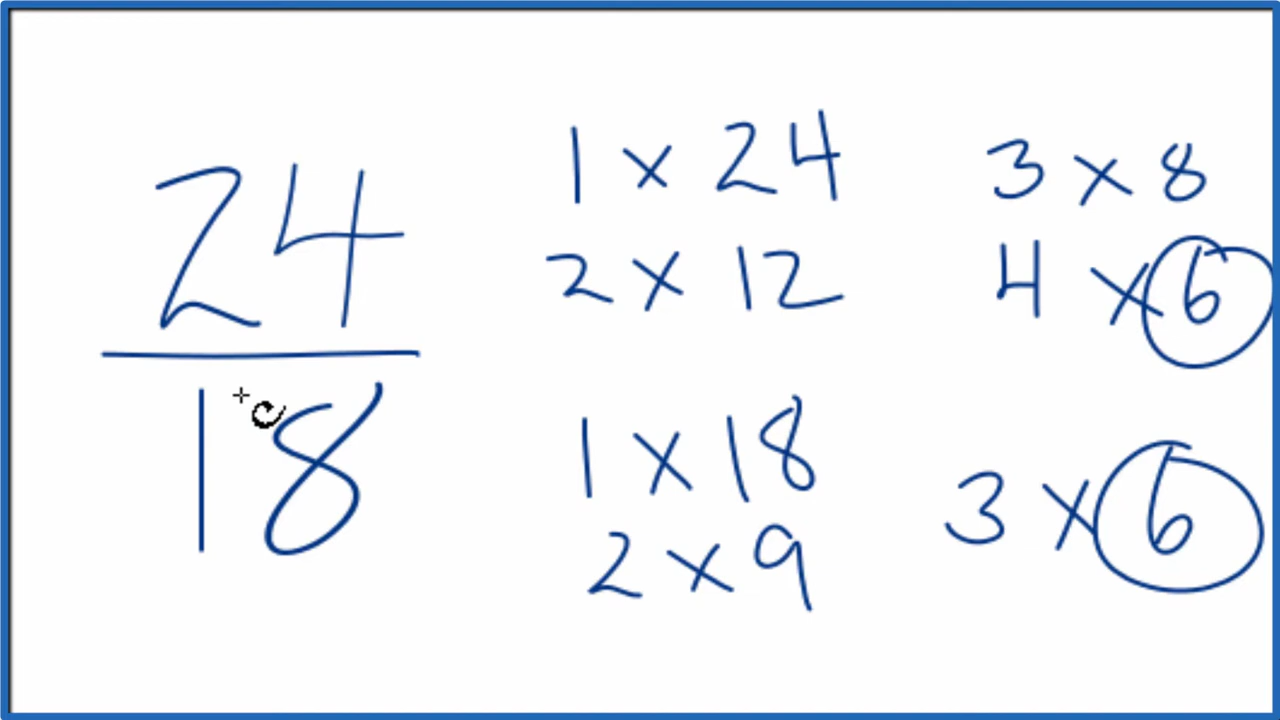 24
18
1 x 24
2 x 12
3 x 8
4 x 6
1 x 18
2 x 9
3 x 6